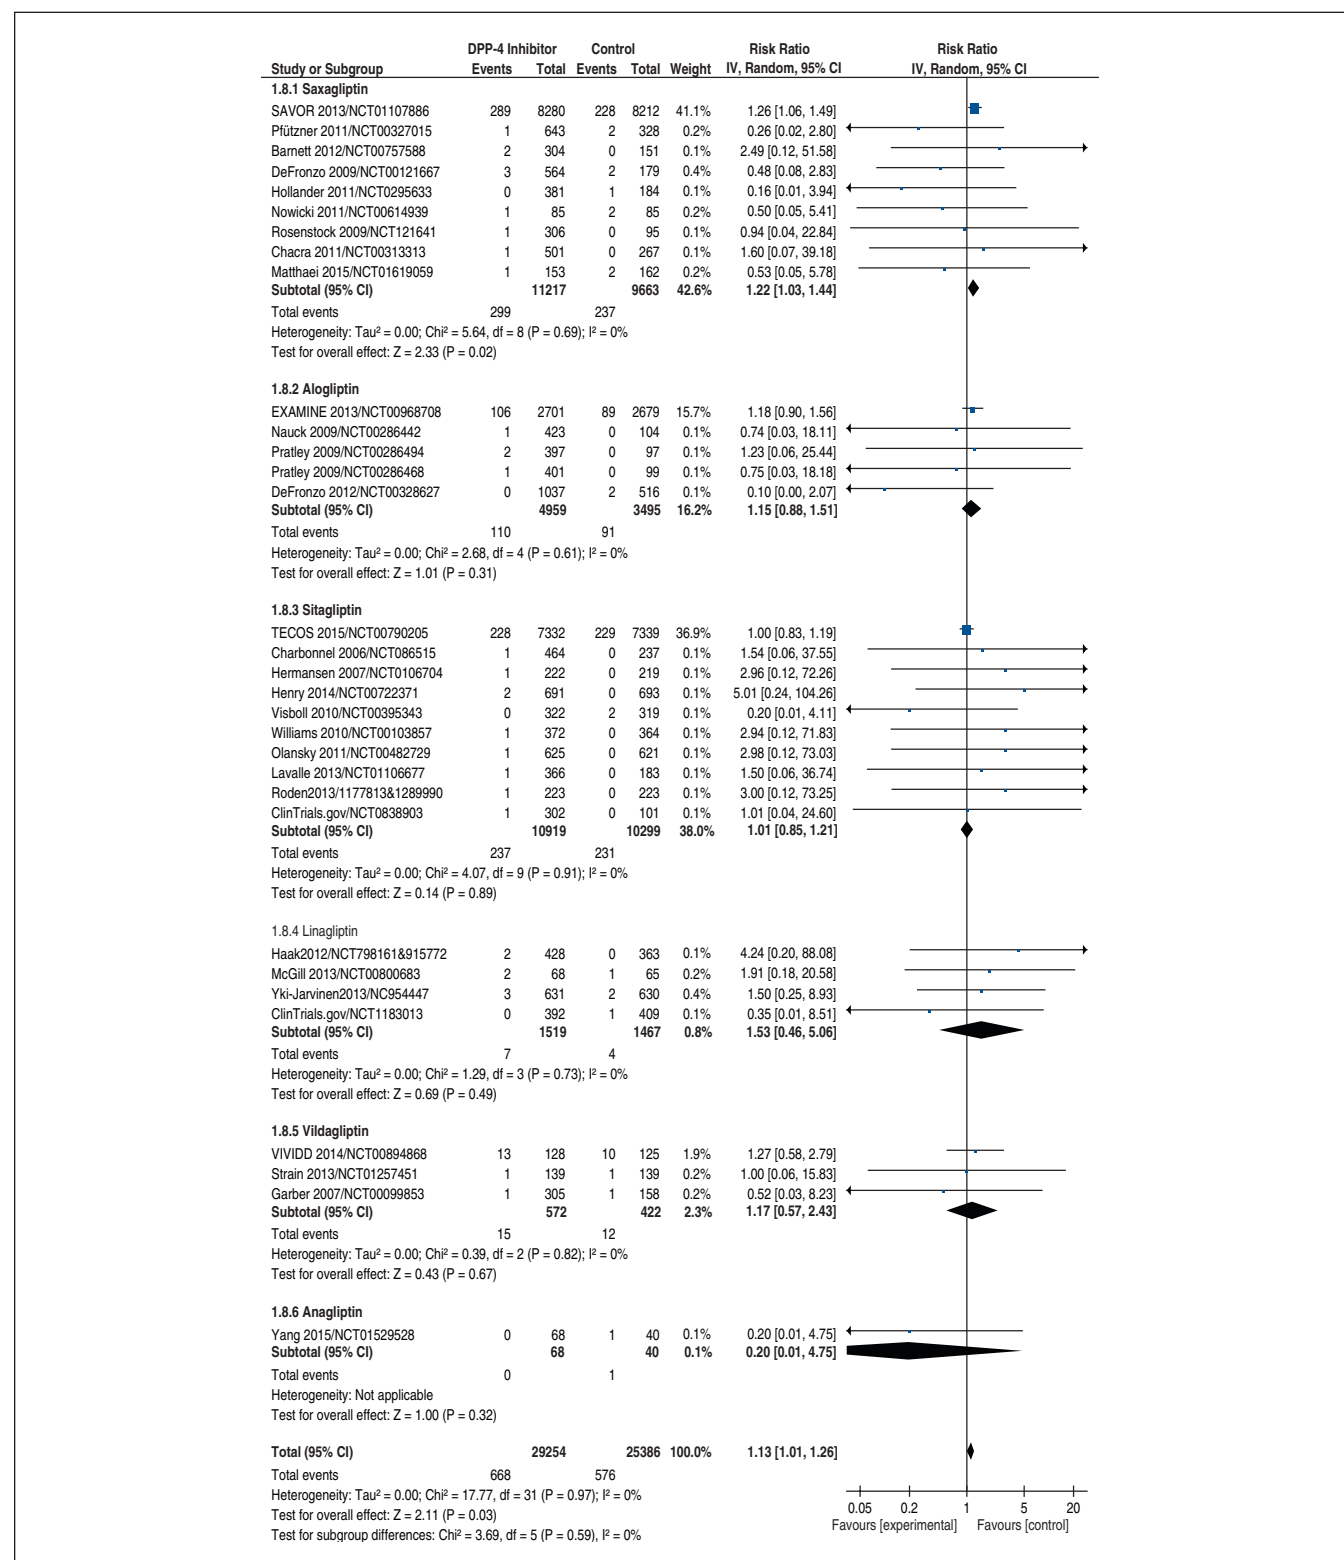 DPP-4 Inhibitor Control Risk Ratio Risk Ratio
Study or Subgroup Events Total Events Total Weight IV, Random, 95% CI IV, Random, 95% CI
1.8.1 Saxagliptin
SAVOR 2013/NCT01107886 289 8280 228 8212 41.1% 1.26 [1.06, 1.49]
Pfützner 2011/NCT00327015 1 643 2 328 0.2% 0.26 [0.02, 2.80]
Barnett 2012/NCT00757588 2 304 0 151 0.1% 2.49 [0.12, 51.58]
DeFronzo 2009/NCT00121667 3 564 2 179 0.4% 0.48 [0.08, 2.83]
Hollander 2011/NCT0295633 0 381 1 184 0.1% 0.16 [0.01, 3.94]
Nowicki 2011/NCT00614939 1 85 2 85 0.2% 0.50 [0.05, 5.41]
Rosenstock 2009/NCT121641 1 306 0 95 0.1% 0.94 [0.04, 22.84]
Chacra 2011/NCT00313313 1 501 0 267 0.1% 1.60 [0.07, 39.18]
Matthaei 2015/NCT01619059 1 153 2 162 0.2% 0.53 [0.05, 5.78]
Subtotal (95% CI) 11217 9663 42.6% 1.22 [1.03, 1.44]
Total events 299 237
Heterogeneity: Tau² = 0.00; Chi² = 5.64, df = 8 (P = 0.69); I² = 0%
Test for overall effect: Z = 2.33 (P = 0.02)
1.8.2 Alogliptin
EXAMINE 2013/NCT00968708 106 2701 89 2679 15.7% 1.18 [0.90, 1.56]
Nauck 2009/NCT00286442 1 423 0 104 0.1% 0.74 [0.03, 18.11]
Pratley 2009/NCT00286494 2 397 0 97 0.1% 1.23 [0.06, 25.44]
Pratley 2009/NCT00286468 1 401 0 99 0.1% 0.75 [0.03, 18.18]
DeFronzo 2012/NCT00328627 0 1037 2 516 0.1% 0.10 [0.00, 2.07]
Subtotal (95% CI) 4959 3495 16.2% 1.15 [0.88, 1.51]
Total events 110 91
Heterogeneity: Tau² = 0.00; Chi² = 2.68, df = 4 (P = 0.61); I² = 0%
Test for overall effect: Z = 1.01 (P = 0.31)
1.8.3 Sitagliptin
TECOS 2015/NCT00790205 228 7332 229 7339 36.9% 1.00 [0.83, 1.19]
Charbonnel 2006/NCT086515 1 464 0 237 0.1% 1.54 [0.06, 37.55]
Hermansen 2007/NCT0106704 1 222 0 219 0.1% 2.96 [0.12, 72.26]
Henry 2014/NCT00722371 2 691 0 693 0.1% 5.01 [0.24, 104.26]
Visboll 2010/NCT00395343 0 322 2 319 0.1% 0.20 [0.01, 4.11]
Williams 2010/NCT00103857 1 372 0 364 0.1% 2.94 [0.12, 71.83]
Olansky 2011/NCT00482729 1 625 0 621 0.1% 2.98 [0.12, 73.03]
Lavalle 2013/NCT01106677 1 366 0 183 0.1% 1.50 [0.06, 36.74]
Roden2013/1177813&1289990 1 223 0 223 0.1% 3.00 [0.12, 73.25]
ClinTrials.gov/NCT0838903 1 302 0 101 0.1% 1.01 [0.04, 24.60]
Subtotal (95% CI) 10919 10299 38.0% 1.01 [0.85, 1.21]
Total events 237 231
Heterogeneity: Tau² = 0.00; Chi² = 4.07, df = 9 (P = 0.91); I² = 0%
Test for overall effect: Z = 0.14 (P = 0.89)
1.8.4 Linagliptin
Haak2012/NCT798161&915772 2 428 0 363 0.1% 4.24 [0.20, 88.08]
McGill 2013/NCT00800683 2 68 1 65 0.2% 1.91 [0.18, 20.58]
Yki-Jarvinen2013/NC954447 3 631 2 630 0.4% 1.50 [0.25, 8.93]
ClinTrials.gov/NCT1183013 0 392 1 409 0.1% 0.35 [0.01, 8.51]
Subtotal (95% CI) 1519 1467 0.8% 1.53 [0.46, 5.06]
Total events 7 4
Heterogeneity: Tau² = 0.00; Chi² = 1.29, df = 3 (P = 0.73); I² = 0%
Test for overall effect: Z = 0.69 (P = 0.49)
1.8.5 Vildagliptin
VIVIDD 2014/NCT00894868 13 128 10 125 1.9% 1.27 [0.58, 2.79]
Strain 2013/NCT01257451 1 139 1 139 0.2% 1.00 [0.06, 15.83]
Garber 2007/NCT00099853 1 305 1 158 0.2% 0.52 [0.03, 8.23]
Subtotal (95% CI) 572 422 2.3% 1.17 [0.57, 2.43]
Total events 15 12
Heterogeneity: Tau² = 0.00; Chi² = 0.39, df = 2 (P = 0.82); I² = 0%
Test for overall effect: Z = 0.43 (P = 0.67)
1.8.6 Anagliptin
Yang 2015/NCT01529528 0 68 1 40 0.1% 0.20 [0.01, 4.75]
Subtotal (95% CI) 68 40 0.1% 0.20 [0.01, 4.75]
Total events 0 1
Heterogeneity: Not applicable
Test for overall effect: Z = 1.00 (P = 0.32)
Total (95% CI) 29254 25386 100.0% 1.13 [1.01, 1.26]
Total events 668 576
Heterogeneity: Tau² = 0.00; Chi² = 17.77, df = 31 (P = 0.97); I² = 0%
Test for overall effect: Z = 2.11 (P = 0.03)
Test for subgroup differences: Chi² = 3.69, df = 5 (P = 0.59), I² = 0%
0.05 0.2 1 5 20
Favours [experimental] Favours [control]